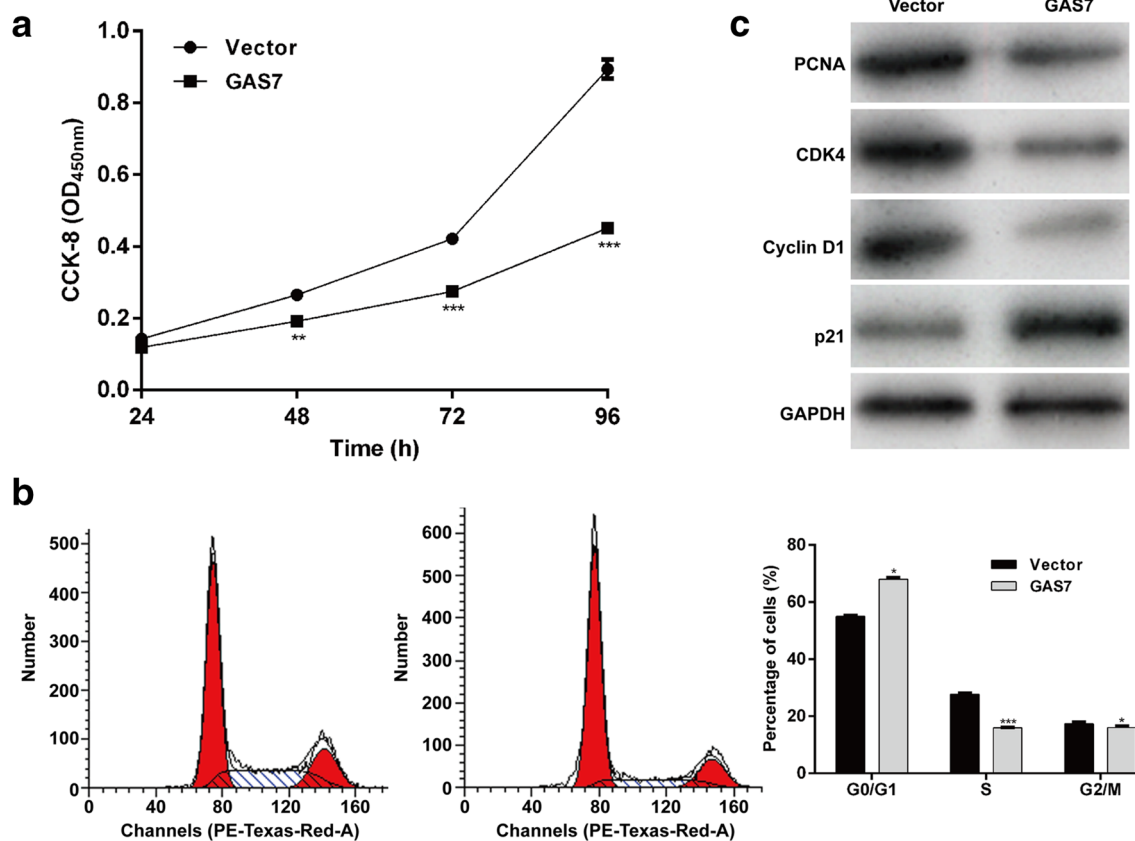 a
Vector
GAS7
1.0
0.8
0.6
0.4
0.2
0.0
CCK-8 (OD450nm)
**
***
***
24 48 72 96
Time (h)
c
Vector GAS7
PCNA
CDK4
Cyclin D1
p21
GAPDH
b
Number
500
400
300
200
100
0
0 40 80 120 160
Channels (PE-Texas-Red-A)
Number
600
500
400
300
200
100
0
0 40 80 120 160
Channels (PE-Texas-Red-A)
Percentage of cells (%)
80
60
40
20
0
Vector
GAS7
*
***
*
G0/G1 S G2/M